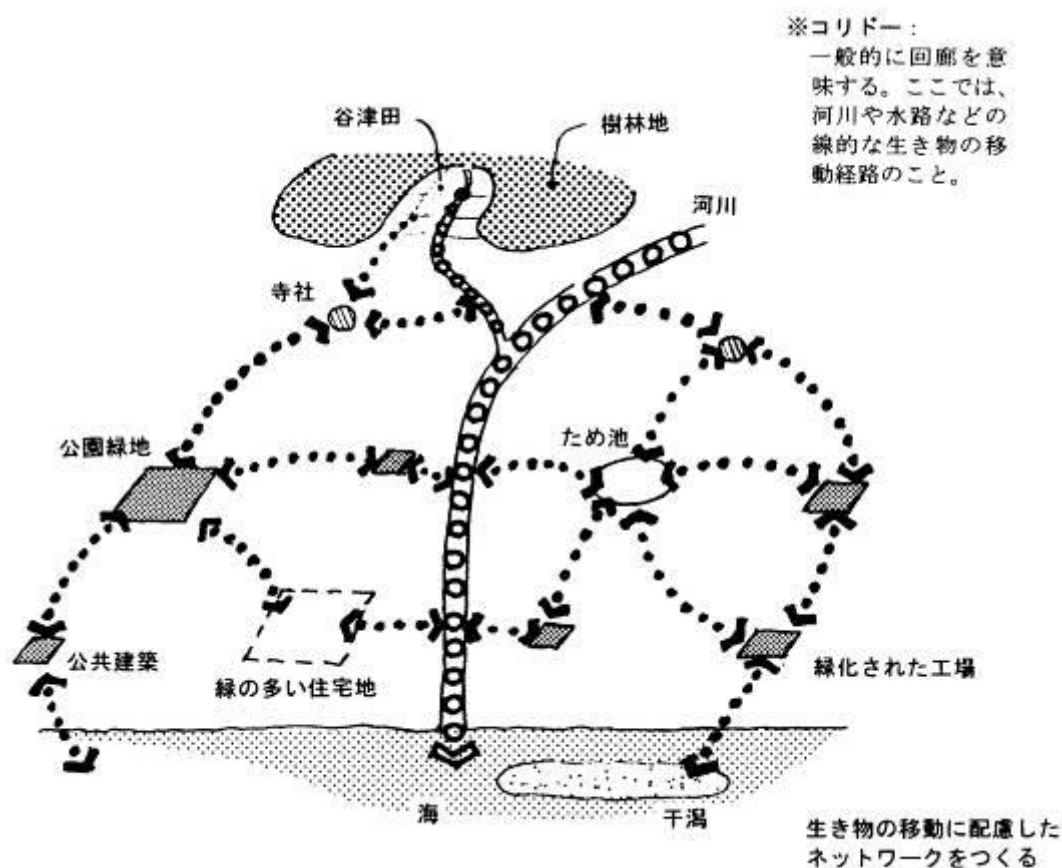 ※コリドー：
一般的に回廊を意
味する。ここでは、
河川や水路などの
線的な生き物の移
動経路のこと。
谷津田
樹林地
河川
寺社
公園緑地
ため池
公共建築
緑の多い住宅地
緑化された工場
海
干潟
生き物の移動に配慮した
ネットワークをつくる